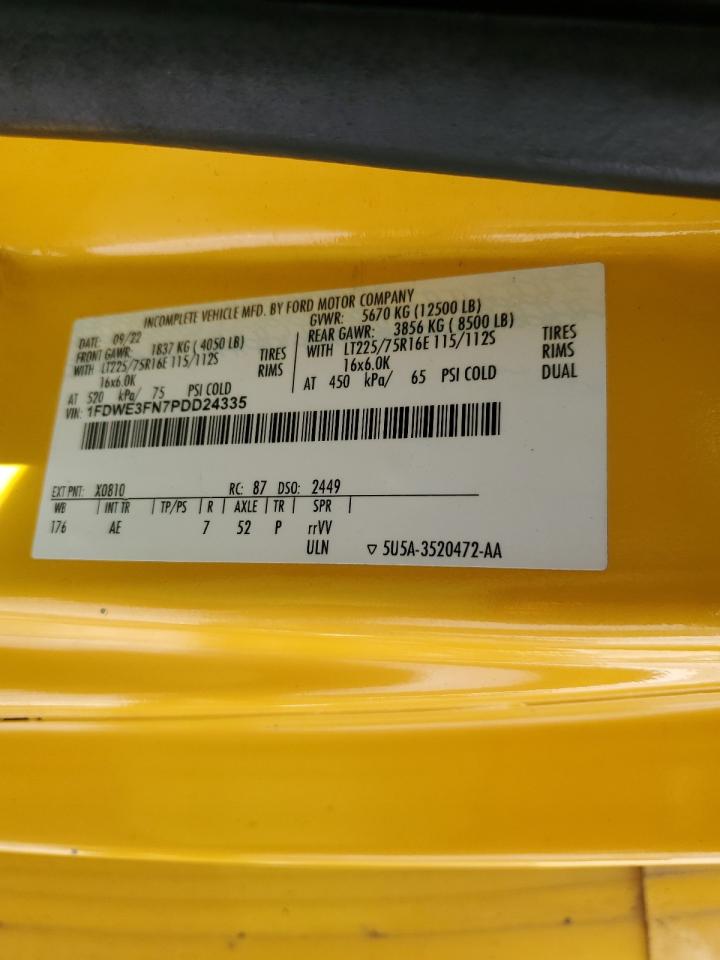 INCOMPLETE VEHICLE MFD. BY FORD MOTOR COMPANY
DATE: 09/22 GVWR: 5670 KG (12500 LB)
FRONT GAWR: 1837 KG ( 4050 LB) REAR GAWR: 3856 KG ( 8500 LB)
WITH LT225/75R16E 115/112S TIRES WITH LT225/75R16E 115/112S TIRES
16x6.0K RIMS 16x6.0K RIMS
AT 520 kPa/ 75 PSI COLD AT 450 kPa/ 65 PSI COLD DUAL
VIN: 1FDWE3FN7PDD24335
EXT PNT: X0810 RC: 87 DSO: 2449
WB | INT TR | TP/PS | R | AXLE | TR | SPR |
176 AE 7 52 P rrVV
ULN ▽ 5U5A-3520472-AA